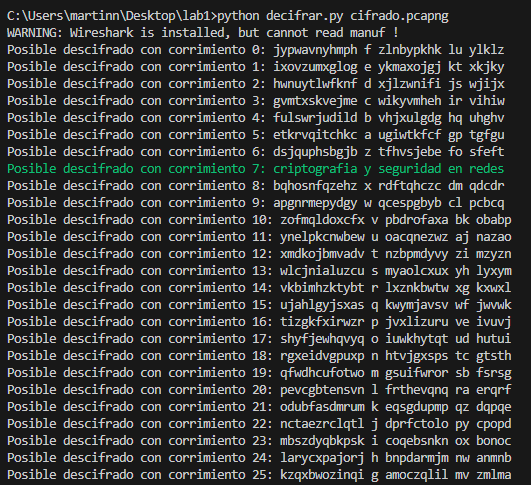 C:\Users\martinn\Desktop\lab1>python decifrar.py cifrado.pcapng
WARNING: Wireshark is installed, but cannot read manuf !
Posible descifrado con corrimiento 0: jypwavnyhmph f zlnbypkhk lu ylklz
Posible descifrado con corrimiento 1: ixovzumxglog e ykmaxojgj kt xkjky
Posible descifrado con corrimiento 2: hwnuytlwfknf d xjlzwnifi js wjijx
Posible descifrado con corrimiento 3: gvmtxskvejme c wikyvmheh ir vihiw
Posible descifrado con corrimiento 4: fulswrjudild b vhjxulgdg hq uhghv
Posible descifrado con corrimiento 5: etkrvqitchkc a ugiwtkfcf gp tgfgu
Posible descifrado con corrimiento 6: dsjquphsbgjb z tfhvsjebe fo sfeft
Posible descifrado con corrimiento 7: criptografia y seguridad en redes
Posible descifrado con corrimiento 8: bqhosnfqzehz x rdftqhczc dm qdcdr
Posible descifrado con corrimiento 9: apgnrmepydgy w qcespgbyb cl pcbcq
Posible descifrado con corrimiento 10: zofmqldoxcfx v pbdrofaxa bk obabp
Posible descifrado con corrimiento 11: ynelpkcnwbew u oacqnezwz aj nazao
Posible descifrado con corrimiento 12: xmdkojbmvadv t nzbpmdyvy zi mzyzn
Posible descifrado con corrimiento 13: wlcjnialuzcu s myaolcxux yh lyxym
Posible descifrado con corrimiento 14: vkbimhzktybt r lxznkbwtw xg kxwxl
Posible descifrado con corrimiento 15: ujahlgyjsxas q kwymjavsv wf jwvwk
Posible descifrado con corrimiento 16: tizgkfxirwzr p jvxlizuru ve ivuvj
Posible descifrado con corrimiento 17: shyfjewhqvyq o iuwkhytqt ud hutui
Posible descifrado con corrimiento 18: rgxeidvgpuxp n htvjgxsps tc gtsth
Posible descifrado con corrimiento 19: qfwdhcufotwo m gsuifwror sb fsrsg
Posible descifrado con corrimiento 20: pevcgbtensvn l frthevqnq ra erqrf
Posible descifrado con corrimiento 21: odubfasdmrum k eqsgdupmp qz dqpqe
Posible descifrado con corrimiento 22: nctaezrclqtl j dprfctolo py cpopd
Posible descifrado con corrimiento 23: mbszdyqbkpsk i coqebsnkn ox bonoc
Posible descifrado con corrimiento 24: larycxpajorj h bnpdarmjm nw anmnb
Posible descifrado con corrimiento 25: kzqxbwozinqi g amoczqlil mv zmlma